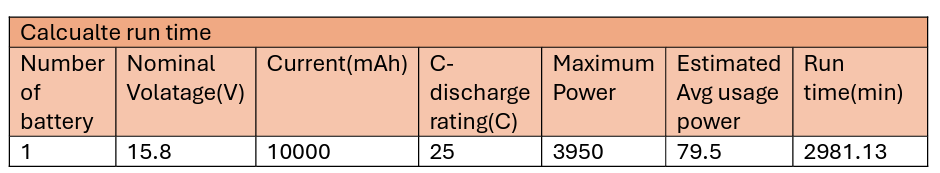 Calcualte run time
Number of battery
Nominal Volatage(V)
Current(mAh)
C-discharge rating(C)
Maximum Power
Estimated Avg usage power
Run time(min)
1
15.8
10000
25
3950
79.5
2981.13